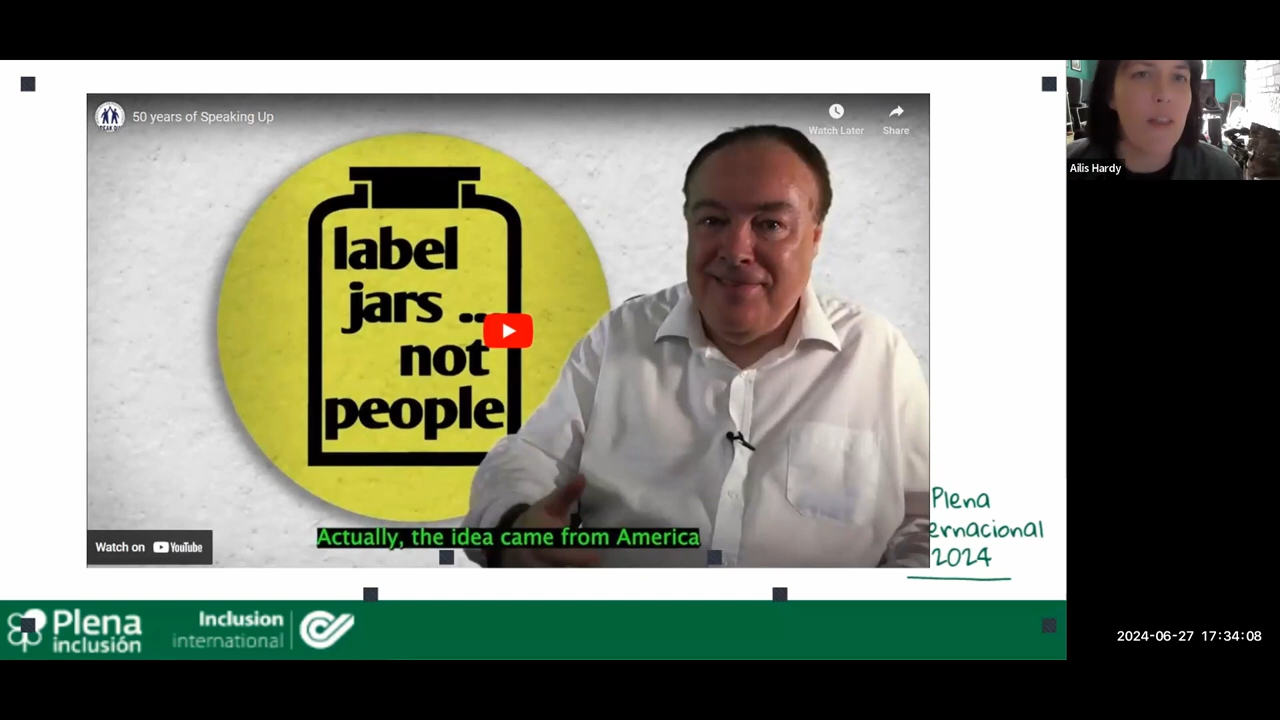 50 years of Speaking Up
Watch Later
Share
label
jars ..
not
people
Actually, the idea came from America
Watch on YouTube
Plena
ernacional
2024
Plena
inclusión
Inclusion
international
Ailis Hardy
2024-06-27 17:34:08